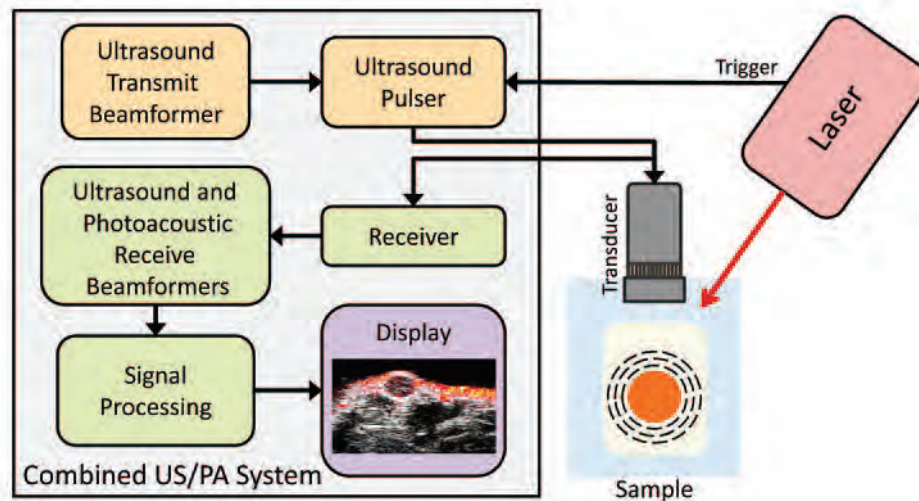 Ultrasound
Transmit
Beamformer
Ultrasound
Pulser
Trigger
Laser
Ultrasound and
Photoacoustic
Receive
Beamformers
Receiver
Transducer
Signal
Processing
Display
Combined US/PA System
Sample